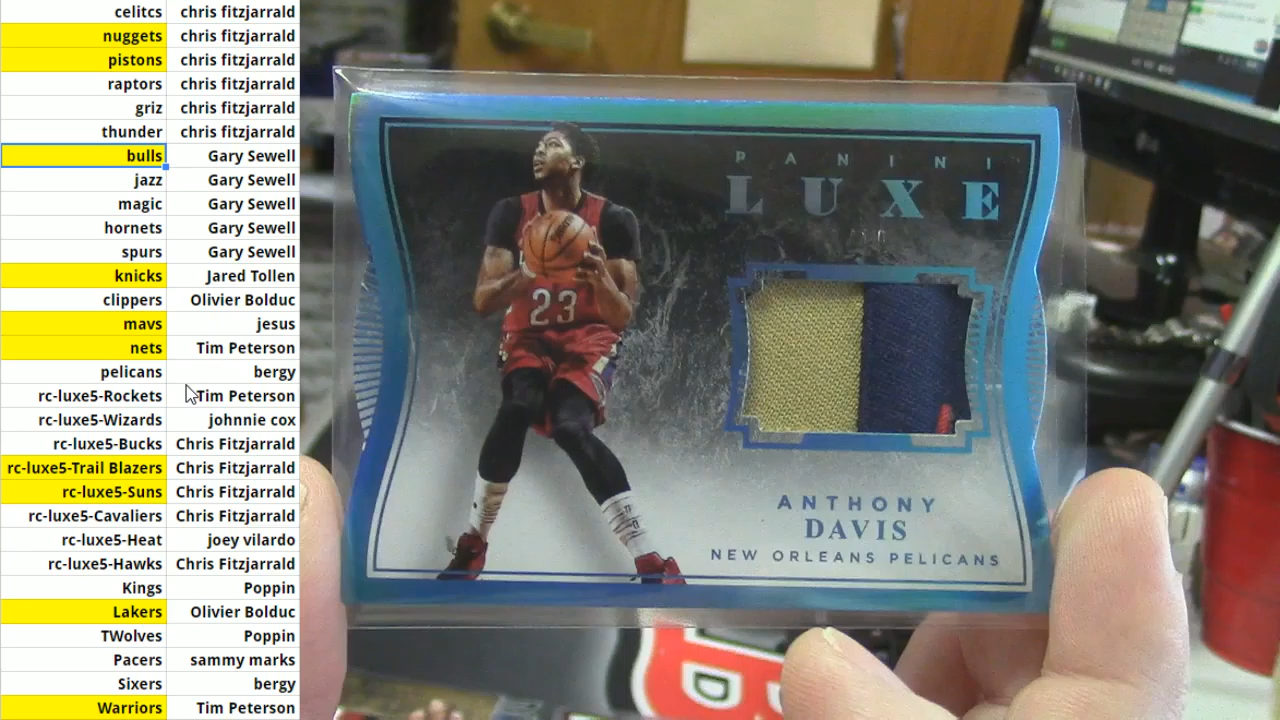 celitcs chris fitzjarrald
nuggets chris fitzjarrald
pistons chris fitzjarrald
raptors chris fitzjarrald
griz chris fitzjarrald
thunder chris fitzjarrald
bulls Gary Sewell
jazz Gary Sewell
magic Gary Sewell
hornets Gary Sewell
spurs Gary Sewell
knicks Jared Tollen
clippers Olivier Bolduc
mavs jesus
nets Tim Peterson
pelicans bergy
rc-luxe5-Rockets Tim Peterson
rc-luxe5-Wizards johnnie cox
rc-luxe5-Bucks Chris Fitzjarrald
rc-luxe5-Trail Blazers Chris Fitzjarrald
rc-luxe5-Suns Chris Fitzjarrald
rc-luxe5-Cavaliers Chris Fitzjarrald
rc-luxe5-Heat joey vilardo
rc-luxe5-Hawks Chris Fitzjarrald
Kings Poppin
Lakers Olivier Bolduc
TWolves Poppin
Pacers sammy marks
Sixers bergy
Warriors Tim Peterson
PANINI
LUXE
23
ANTHONY
DAVIS
NEW ORLEANS PELICANS